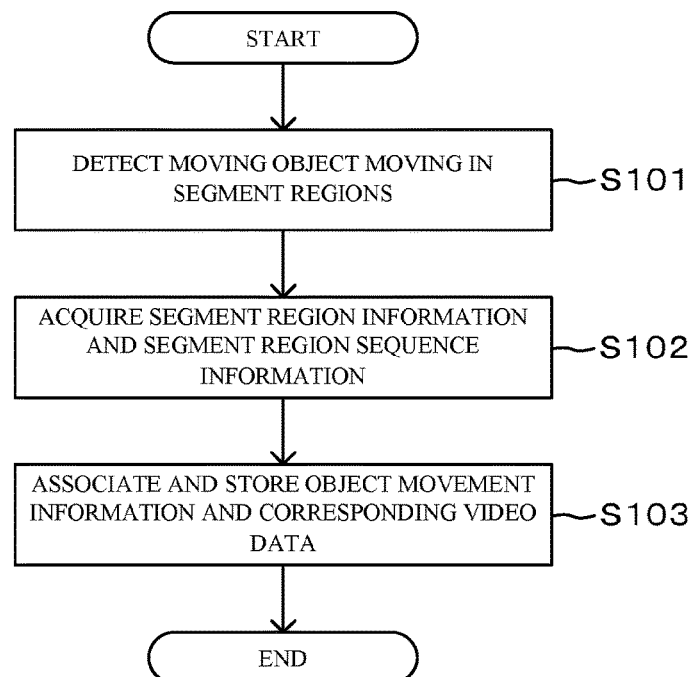 START
DETECT MOVING OBJECT MOVING IN
SEGMENT REGIONS
S101
ACQUIRE SEGMENT REGION INFORMATION
AND SEGMENT REGION SEQUENCE
INFORMATION
S102
ASSOCIATE AND STORE OBJECT MOVEMENT
INFORMATION AND CORRESPONDING VIDEO
DATA
S103
END